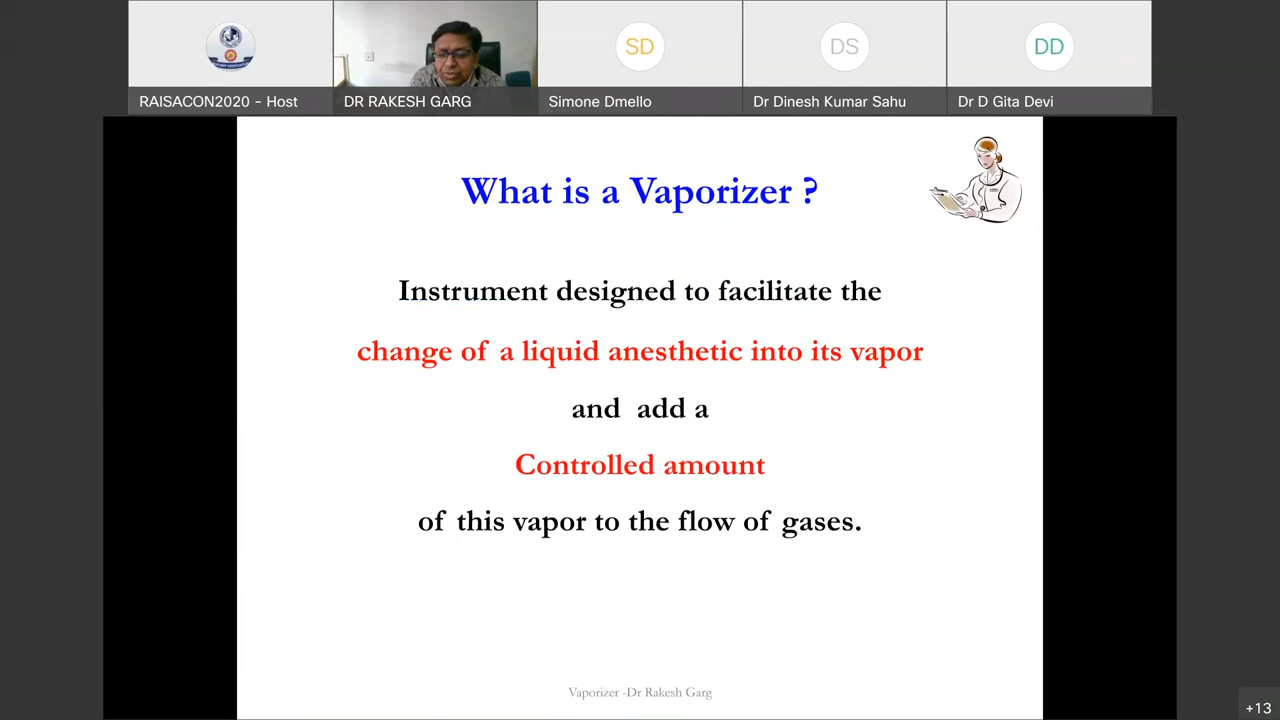 SD
DS
DD
RAISACON2020 - Host
DR RAKESH GARG
Simone Dmello
Dr Dinesh Kumar Sahu
Dr D Gita Devi
What is a Vaporizer ?
Instrument designed to facilitate the
change of a liquid anesthetic into its vapor
and add a
Controlled amount
of this vapor to the flow of gases.
Vaporizer -Dr Rakesh Garg
+13